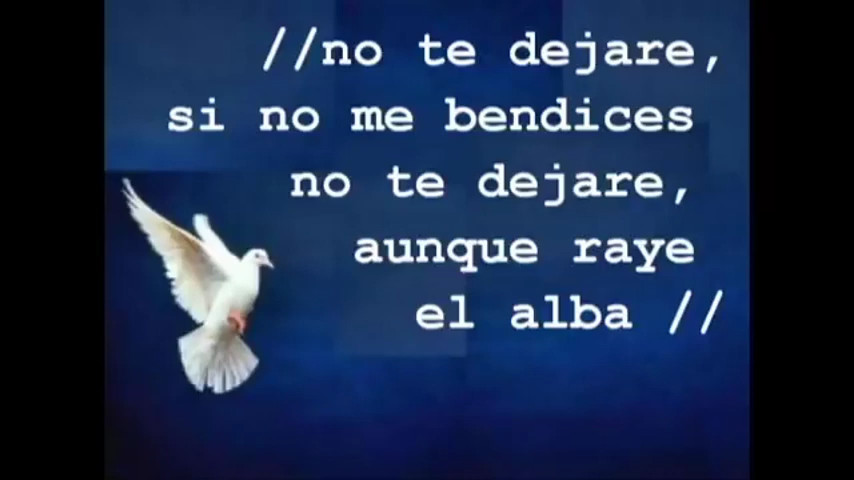 //no te dejare,
si no me bendices
no te dejare,
aunque raye
el alba //